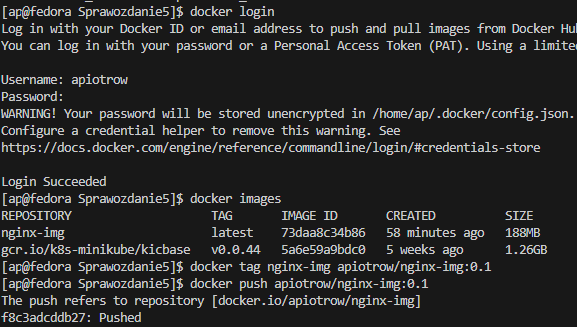 [ap@fedora Sprawozdanie5]$ docker login
Log in with your Docker ID or email address to push and pull images from Docker Hu
You can log in with your password or a Personal Access Token (PAT). Using a limite
Username: apiotrow
Password:
WARNING! Your password will be stored unencrypted in /home/ap/.docker/config.json.
Configure a credential helper to remove this warning. See
https://docs.docker.com/engine/reference/commandline/login/#credentials-store
Login Succeeded
[ap@fedora Sprawozdanie5]$ docker images
REPOSITORY TAG IMAGE ID CREATED SIZE
nginx-img latest 73daa8c34b86 58 minutes ago 188MB
gcr.io/k8s-minikube/kicbase v0.0.44 5a6e59a9bdc0 5 weeks ago 1.26GB
[ap@fedora Sprawozdanie5]$ docker tag nginx-img apiotrow/nginx-img:0.1
[ap@fedora Sprawozdanie5]$ docker push apiotrow/nginx-img:0.1
The push refers to repository [docker.io/apiotrow/nginx-img]
f8c3adcddb27: Pushed